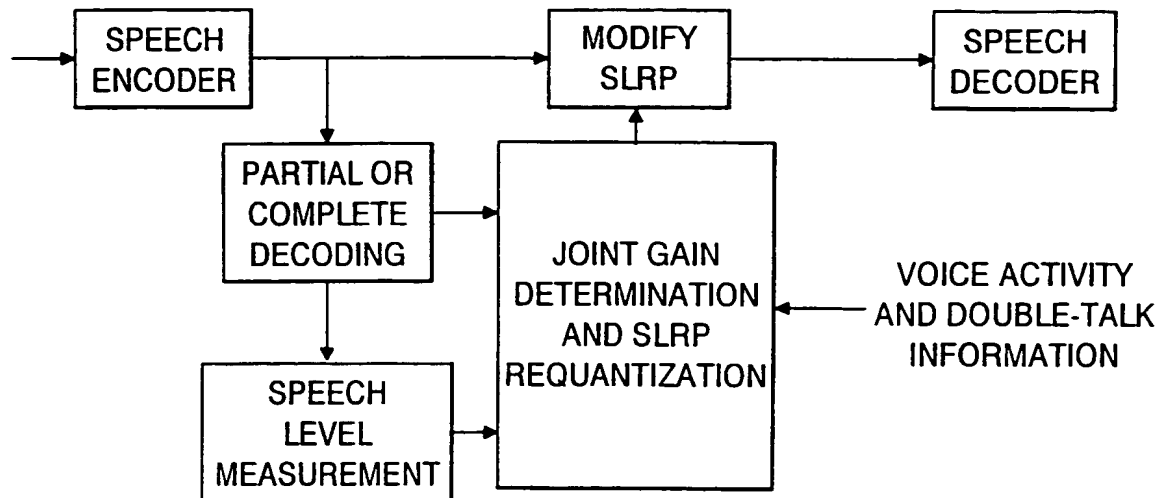 SPEECH
ENCODER
MODIFY
SLRP
SPEECH
DECODER
PARTIAL OR
COMPLETE
DECODING
JOINT GAIN
DETERMINATION
AND SLRP
REQUANTIZATION
VOICE ACTIVITY
AND DOUBLE-TALK
INFORMATION
SPEECH
LEVEL
MEASUREMENT